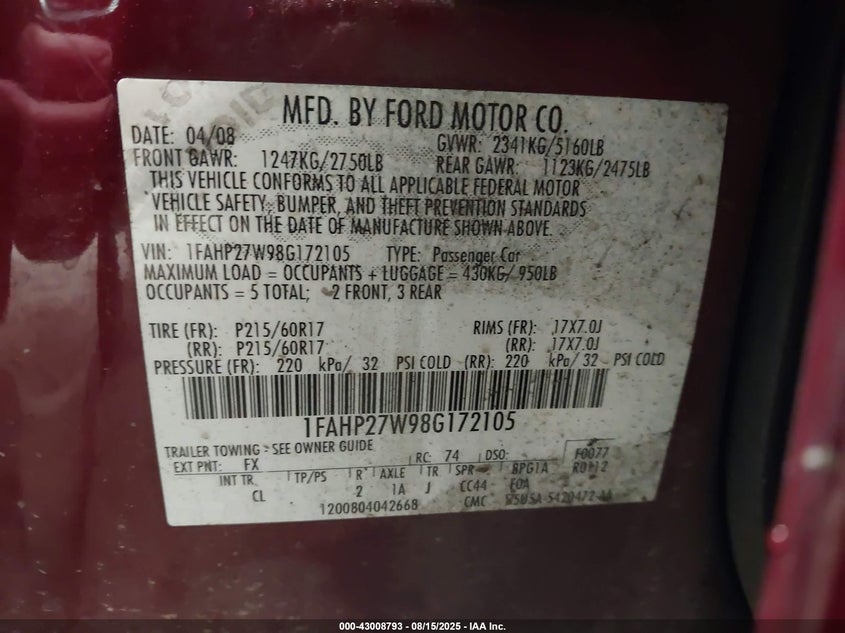 MFD. BY FORD MOTOR CO.
DATE: 04/08 GVWR: 2341KG/5160LB
FRONT GAWR: 1247KG/2750LB REAR GAWR: 1123KG/2475LB
THIS VEHICLE CONFORMS TO ALL APPLICABLE FEDERAL MOTOR
VEHICLE SAFETY, BUMPER, AND THEFT PREVENTION STANDARDS
IN EFFECT ON THE DATE OF MANUFACTURE SHOWN ABOVE.
VIN: 1FAHP27W98G172105 TYPE: Passenger Car
MAXIMUM LOAD = OCCUPANTS + LUGGAGE = 430KG/ 950LB
OCCUPANTS = 5 TOTAL; 2 FRONT, 3 REAR
TIRE (FR): P215/60R17 RIMS (FR): 17X7.0J
(RR): P215/60R17 (RR): 17X7.0J
PRESSURE (FR): 220 kPa/ 32 PSI COLD (RR): 220 kPa/ 32 PSI COLD
1FAHP27W98G172105
TRAILER TOWING - SEE OWNER GUIDE
EXT PNT: FX RC: 74 DSO: F0077
INT TR. TP/PS R AXLE TR SPR 8PG1A R0112
CL 2 1A J CC44 FOA
1200804042668 CMC
000-43008793 - 08/15/2025 - IAA Inc.